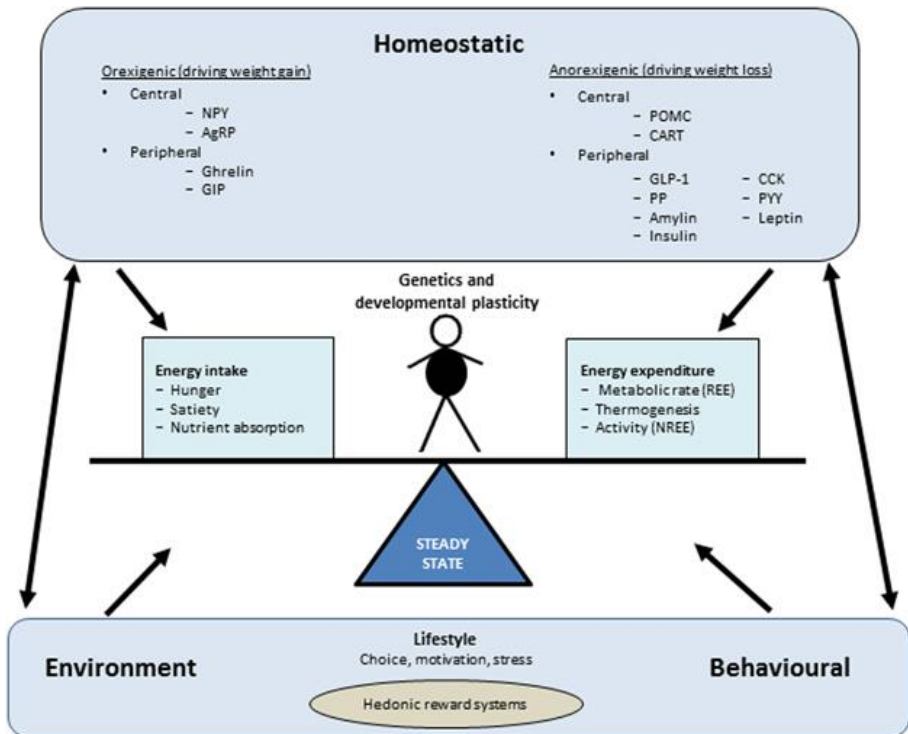 Homeostatic
Orexigenic (driving weight gain)
• Central
– NPY
– AgRP
• Peripheral
– Ghrelin
– GIP
Anorexigenic (driving weight loss)
• Central
– POMC
– CART
• Peripheral
– GLP-1 – CCK
– PP – PYY
– Amylin – Leptin
– Insulin
Genetics and
developmental plasticity
Energy intake
– Hunger
– Satiety
– Nutrient absorption
Energy expenditure
– Metabolic rate (REE)
– Thermogenesis
– Activity (NREE)
STEADY
STATE
Lifestyle
Choice, motivation, stress
Environment
Behavioural
Hedonic reward systems